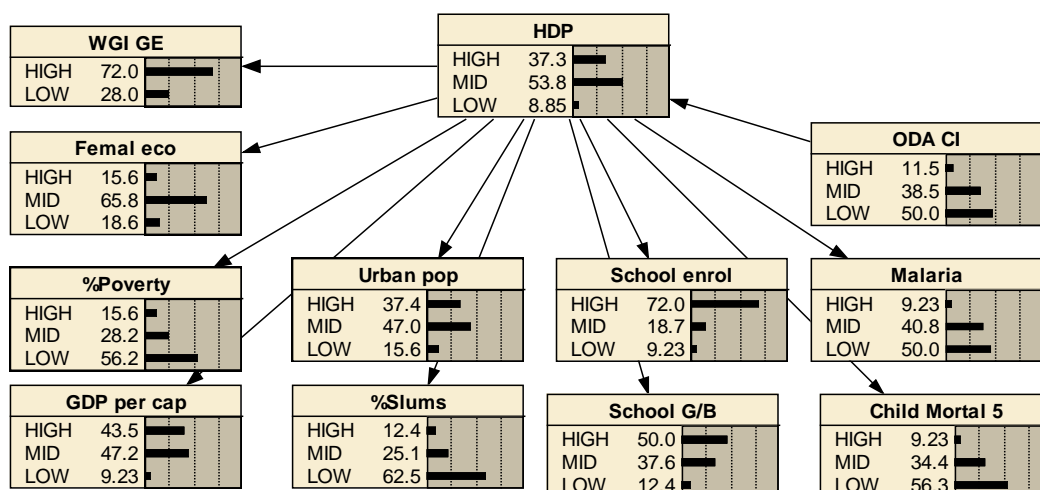 HDP
HIGH 37.3
MID 53.8
LOW 8.85
WGI GE
HIGH 72.0
LOW 28.0
Femal eco
HIGH 15.6
MID 65.8
LOW 18.6
ODA CI
HIGH 11.5
MID 38.5
LOW 50.0
%Poverty
HIGH 15.6
MID 28.2
LOW 56.2
Urban pop
HIGH 37.4
MID 47.0
LOW 15.6
School enrol
HIGH 72.0
MID 18.7
LOW 9.23
Malaria
HIGH 9.23
MID 40.8
LOW 50.0
GDP per cap
HIGH 43.5
MID 47.2
LOW 9.23
%Slums
HIGH 12.4
MID 25.1
LOW 62.5
School G/B
HIGH 50.0
MID 37.6
LOW 12.4
Child Mortal 5
HIGH 9.23
MID 34.4
LOW 56.3